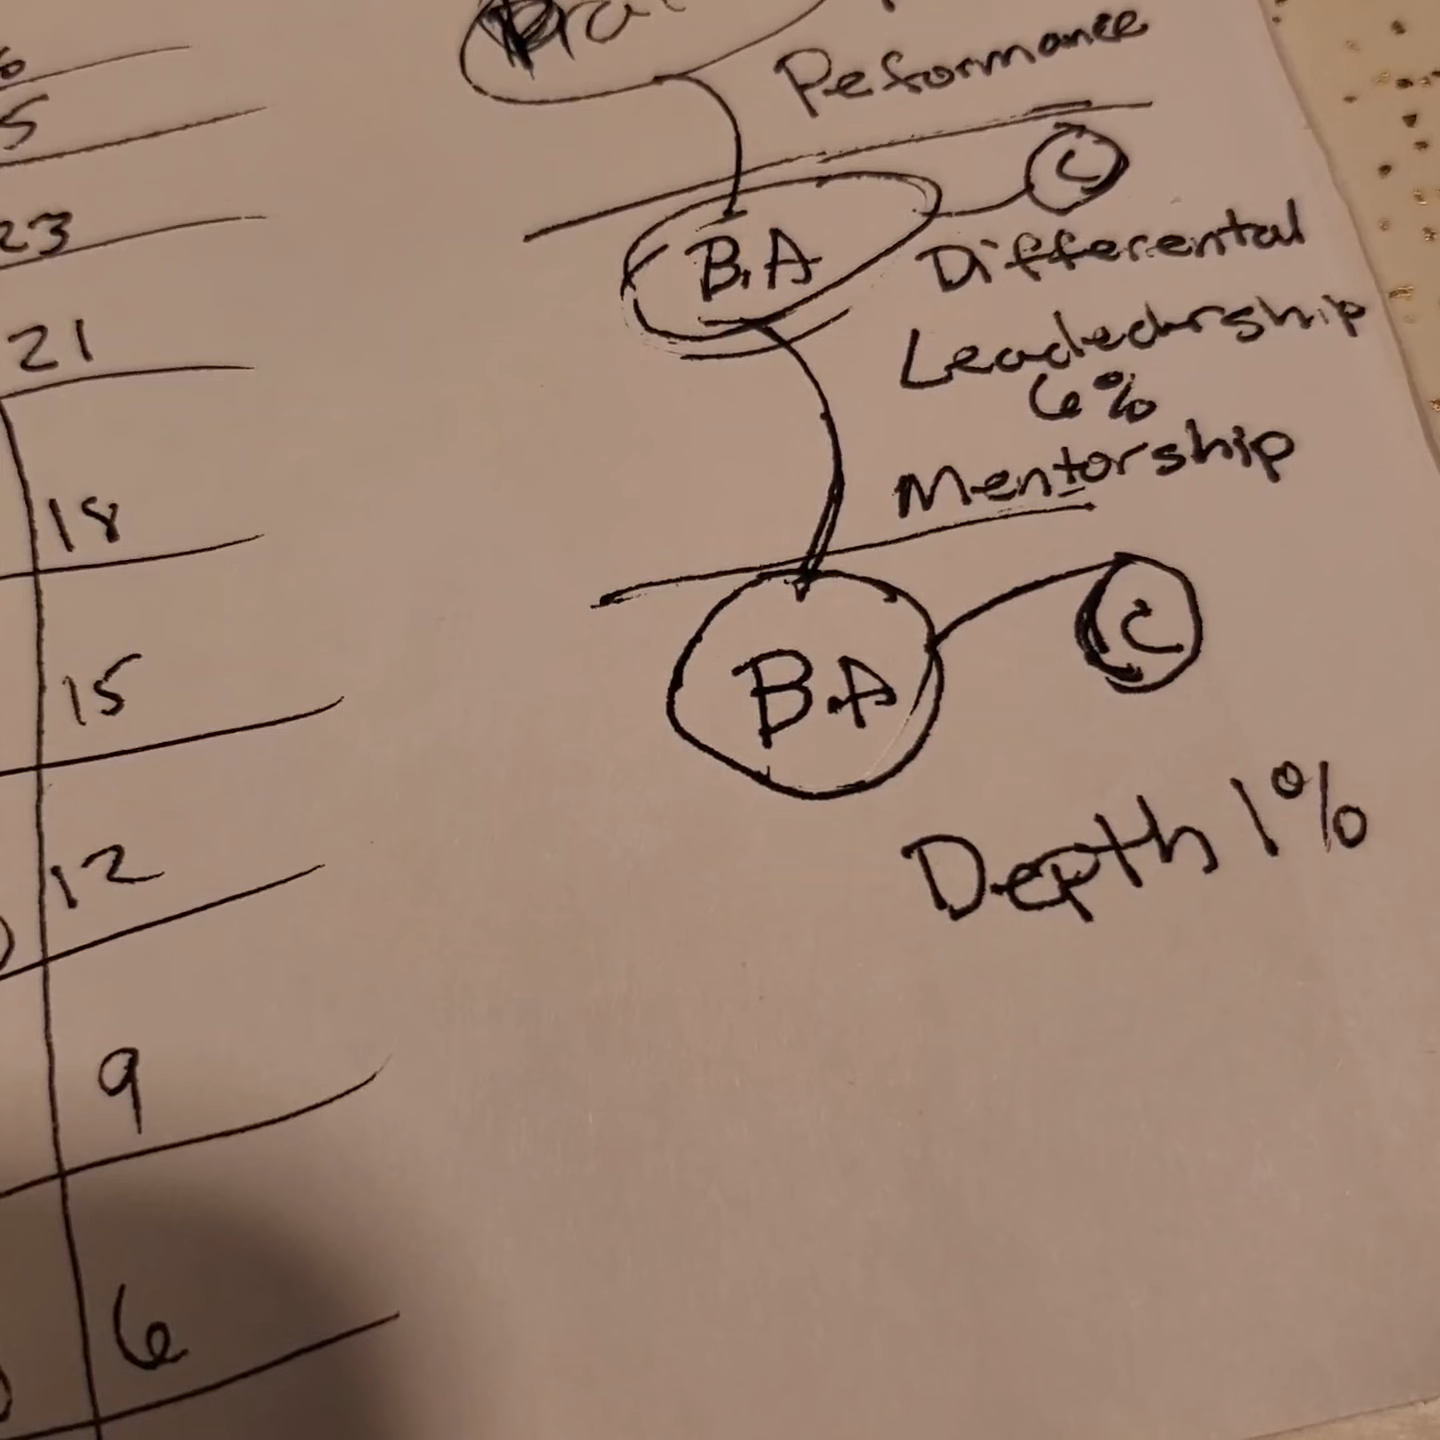 Peformance
5
23
C
B.A
Differental
21
Leadedrship
6%
Mentorship
18
C
B.A
15
Depth 1%
12
9
6